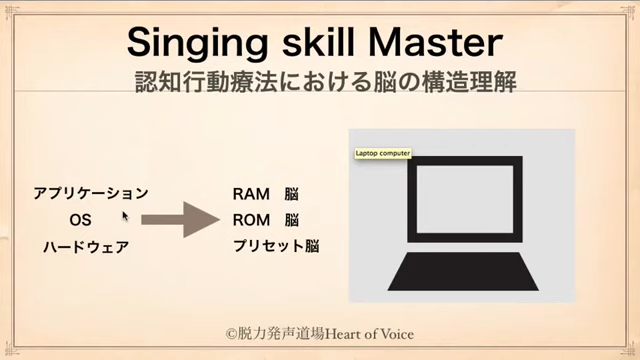 Singing skill Master
認知行動療法における脳の構造理解
Laptop computer
アプリケーション
RAM 脳
OS
ROM 脳
ハードウェア
プリセット脳
©脱力発声道場Heart of Voice